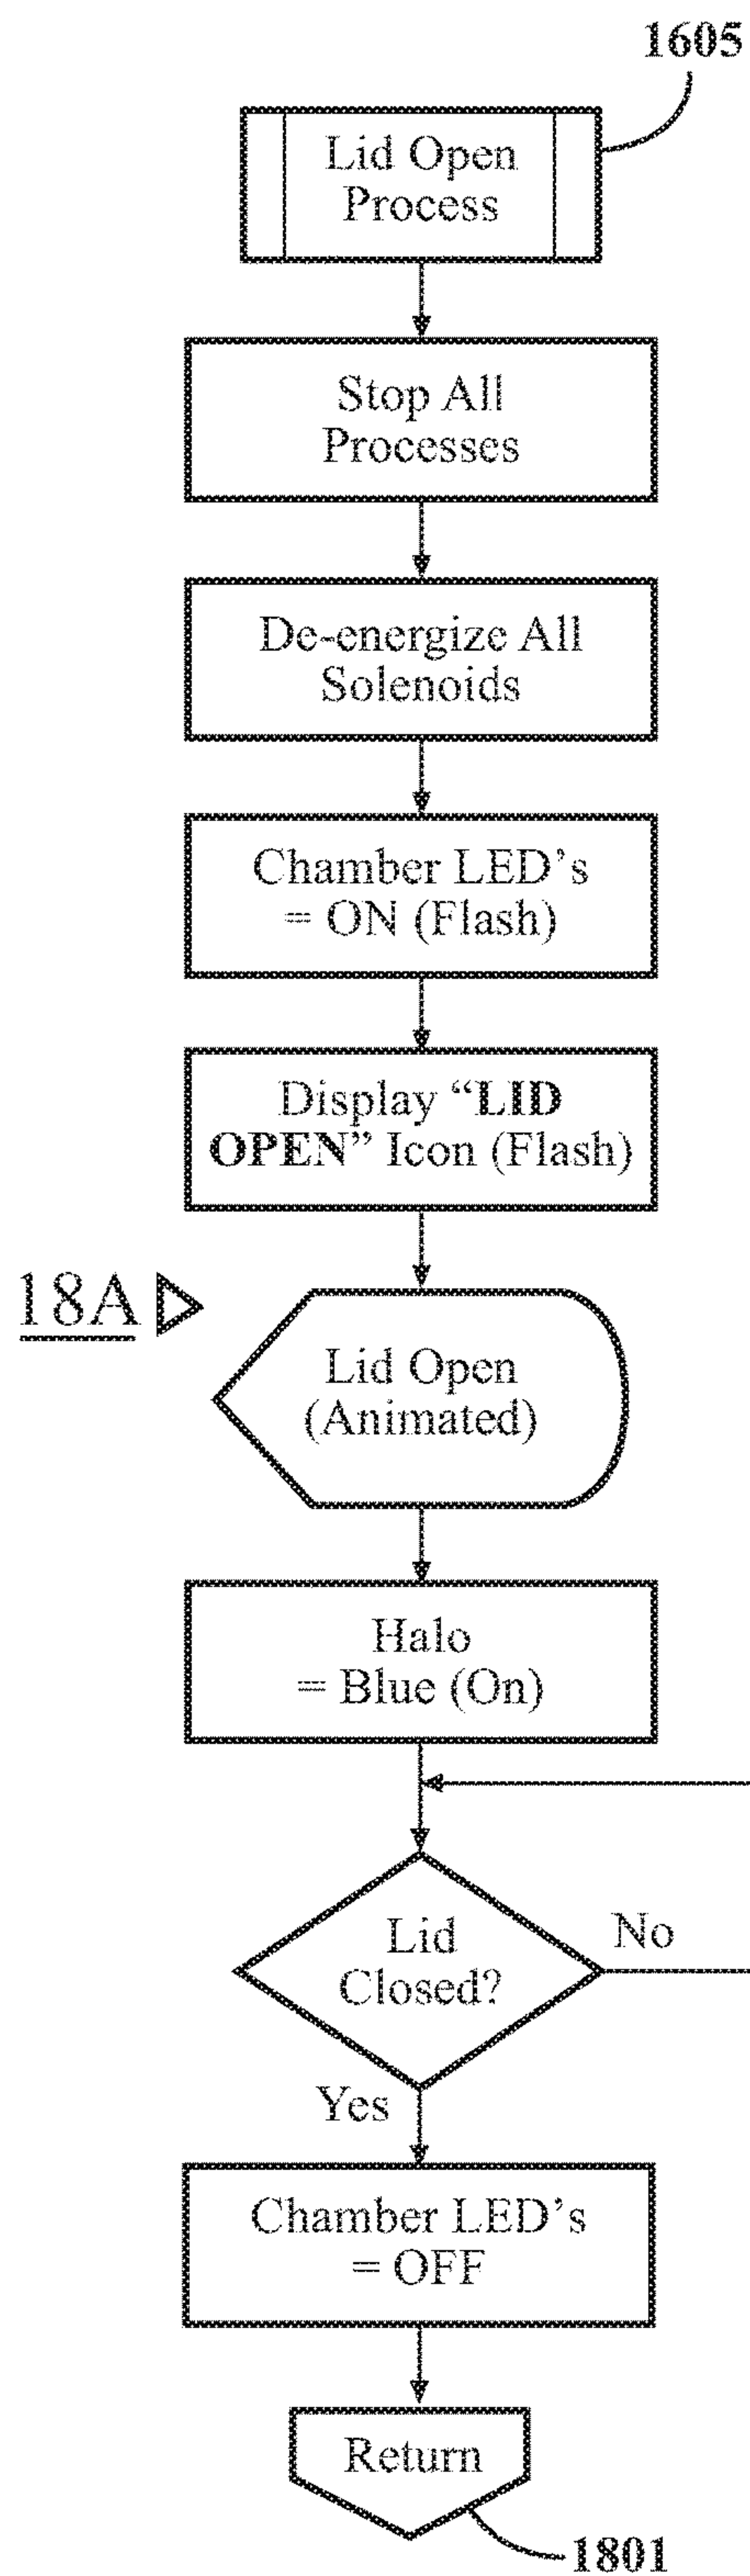 1605
Lid Open
Process
Stop All
Processes
De-energize All
Solenoids
Chamber LED’s
= ON (Flash)
Display “LID
OPEN” Icon (Flash)
18A
Lid Open
(Animated)
Halo
= Blue (On)
Lid
Closed?
No
Yes
Chamber LED’s
= OFF
Return
1801